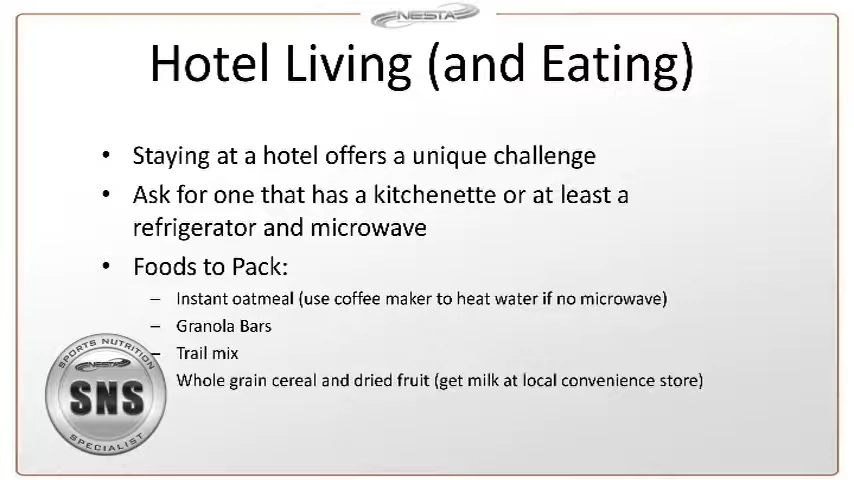 NESTA
Hotel Living (and Eating)
• Staying at a hotel offers a unique challenge
• Ask for one that has a kitchenette or at least a
refrigerator and microwave
• Foods to Pack:
– Instant oatmeal (use coffee maker to heat water if no microwave)
– Granola Bars
– Trail mix
Whole grain cereal and dried fruit (get milk at local convenience store)
SPORTS NUTRITION
NESTA
SNS
SPECIALIST